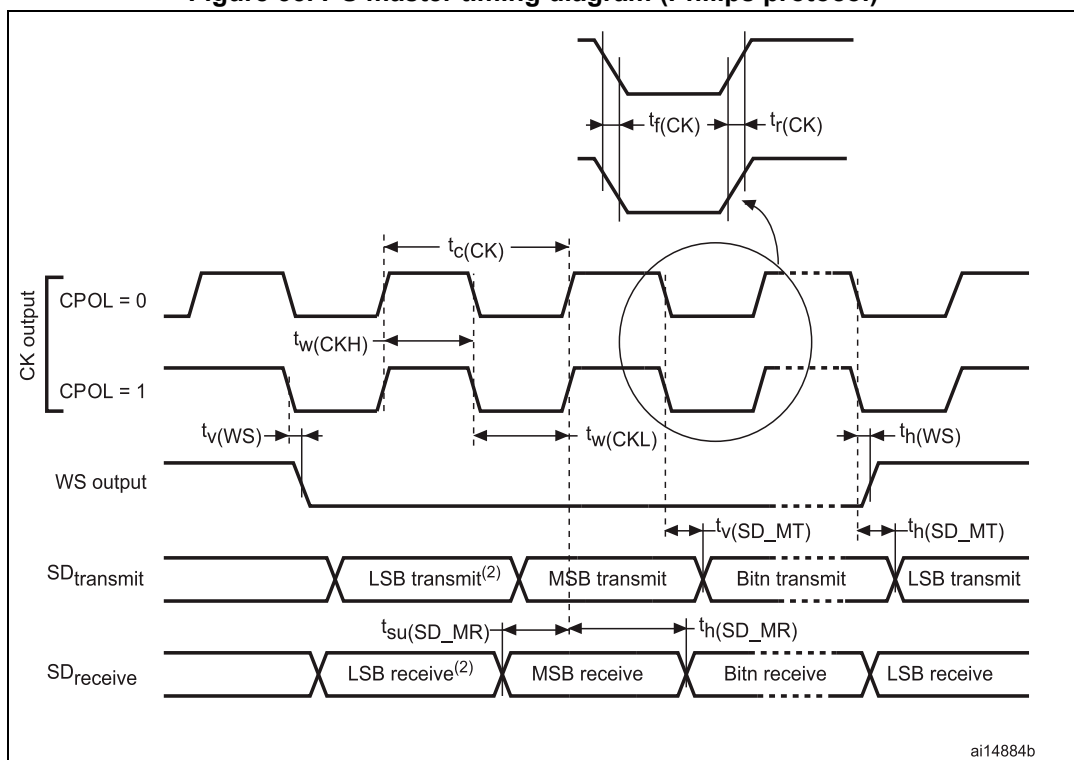 tf(CK)
tr(CK)
tc(CK)
CK output
CPOL = 0
tw(CKH)
CPOL = 1
tv(WS)
tw(CKL)
th(WS)
WS output
tv(SD_MT)
th(SD_MT)
SDtransmit
LSB transmit(2)
MSB transmit
Bitn transmit
LSB transmit
tsu(SD_MR)
th(SD_MR)
SDreceive
LSB receive(2)
MSB receive
Bitn receive
LSB receive
ai14884b